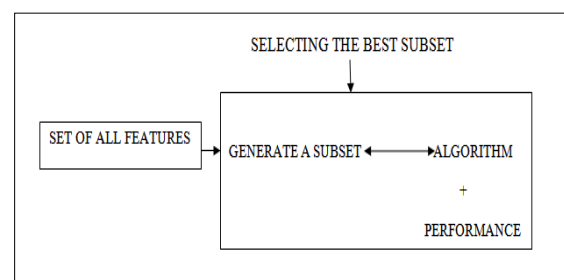 SELECTING THE BEST SUBSET
SET OF ALL FEATURES
GENERATE A SUBSET
ALGORITHM
+
PERFORMANCE